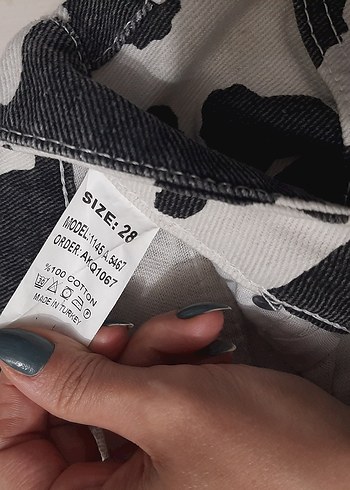 SIZE: 28
MODEL:1145A.5467
ORDER: AKQ1067
%100 COTTON
MADE IN TURKEY